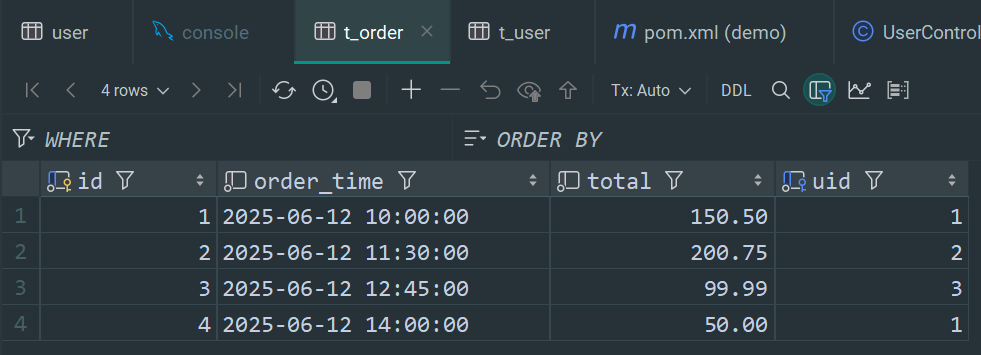 user console t_order t_user m pom.xml (demo) C UserControl
4 rows Tx: Auto DDL
WHERE ORDER BY
id order_time total uid
1 1 2025-06-12 10:00:00 150.50 1
2 2 2025-06-12 11:30:00 200.75 2
3 3 2025-06-12 12:45:00 99.99 3
4 4 2025-06-12 14:00:00 50.00 1